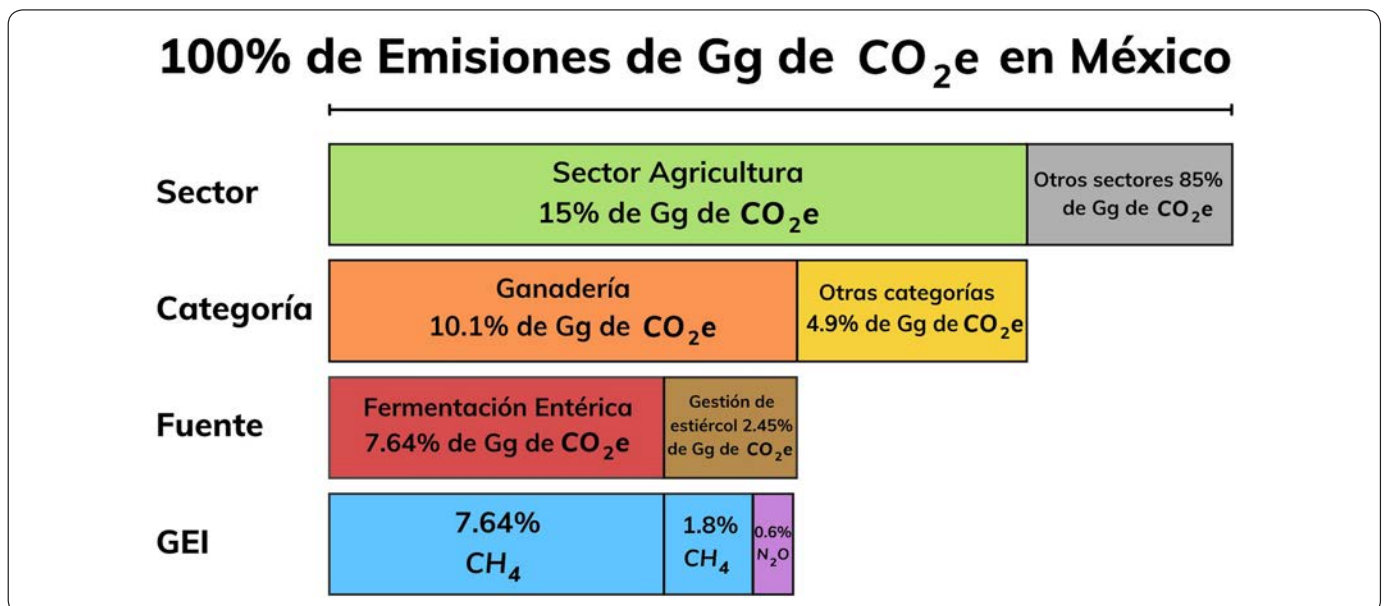 100% de Emisiones de Gg de CO₂e en México
Sector
Sector Agricultura
15% de Gg de CO₂e
Otros sectores 85%
de Gg de CO₂e
Categoría
Ganadería
10.1% de Gg de CO₂e
Otras categorías
4.9% de Gg de CO₂e
Fuente
Fermentación Entérica
7.64% de Gg de CO₂e
Gestión de
estiércol 2.45%
de Gg de CO₂e
GEI
7.64%
CH₄
1.8%
CH₄
0.6%
N₂O